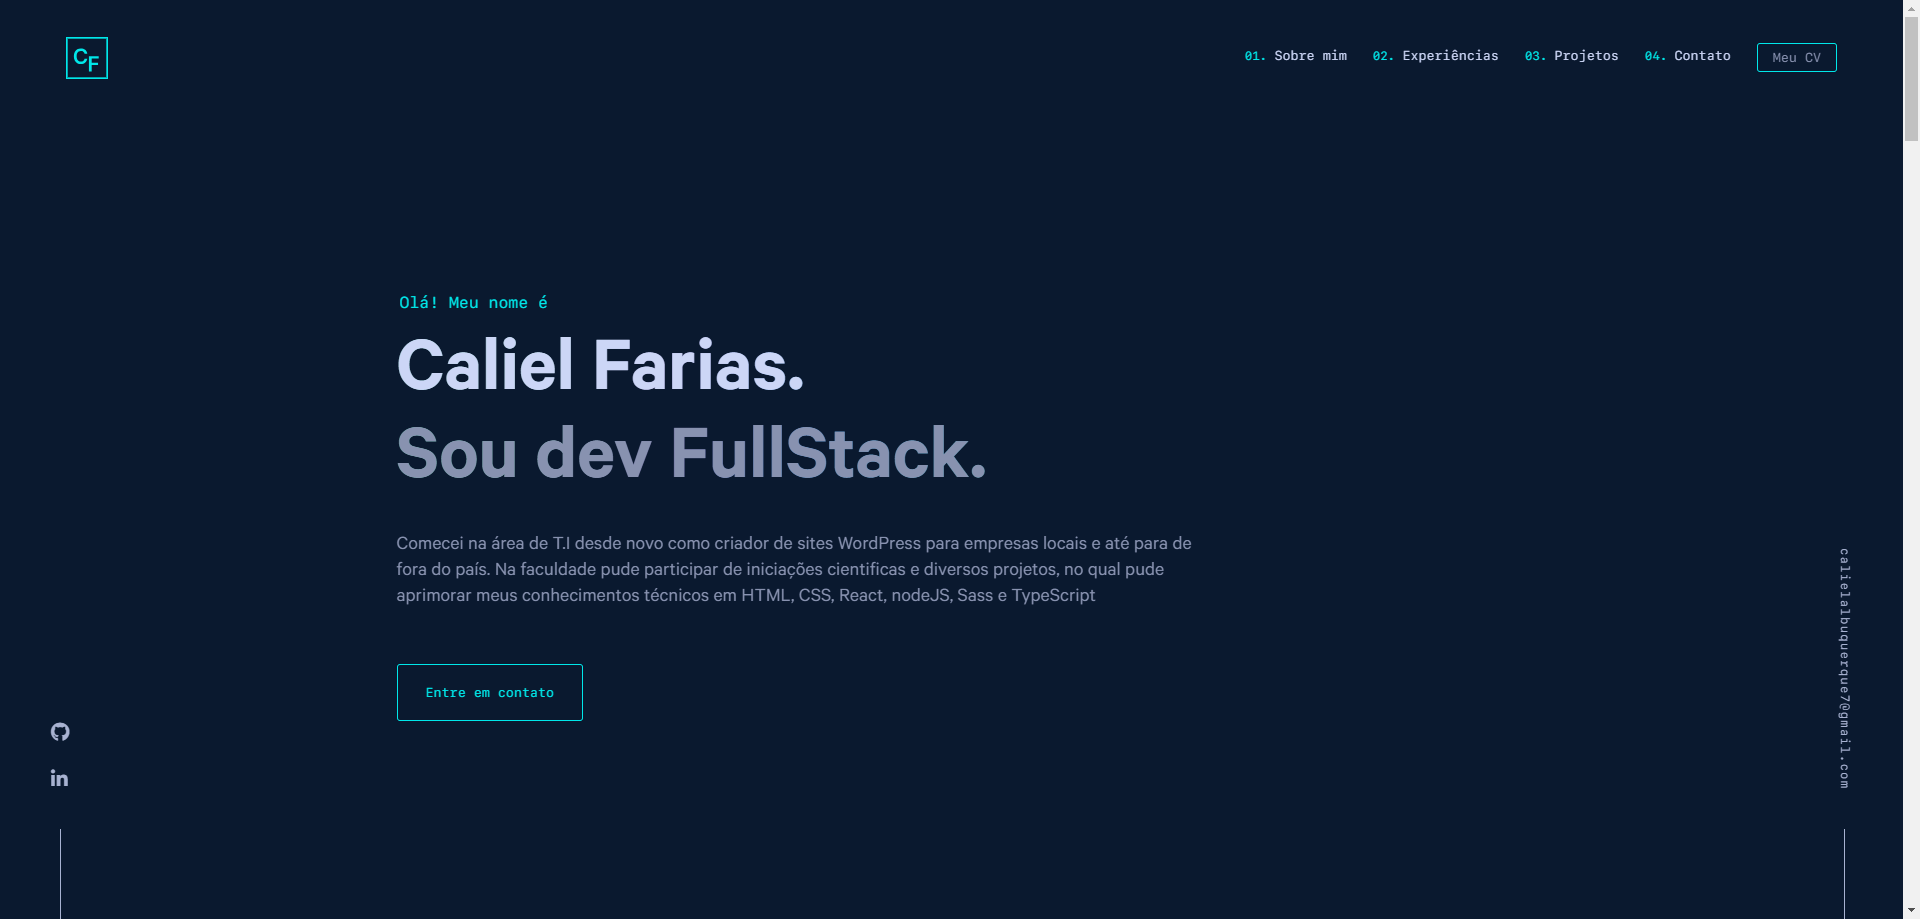 CF
01. Sobre mim 02. Experiências 03. Projetos 04. Contato Meu CV
Olá! Meu nome é
Caliel Farias.
Sou dev FullStack.
Comecei na área de T.I desde novo como criador de sites WordPress para empresas locais e até para de
fora do país. Na faculdade pude participar de iniciações cientificas e diversos projetos, no qual pude
aprimorar meus conhecimentos técnicos em HTML, CSS, React, nodeJS, Sass e TypeScript
Entre em contato
in
calielalbuquerque7@gmail.com